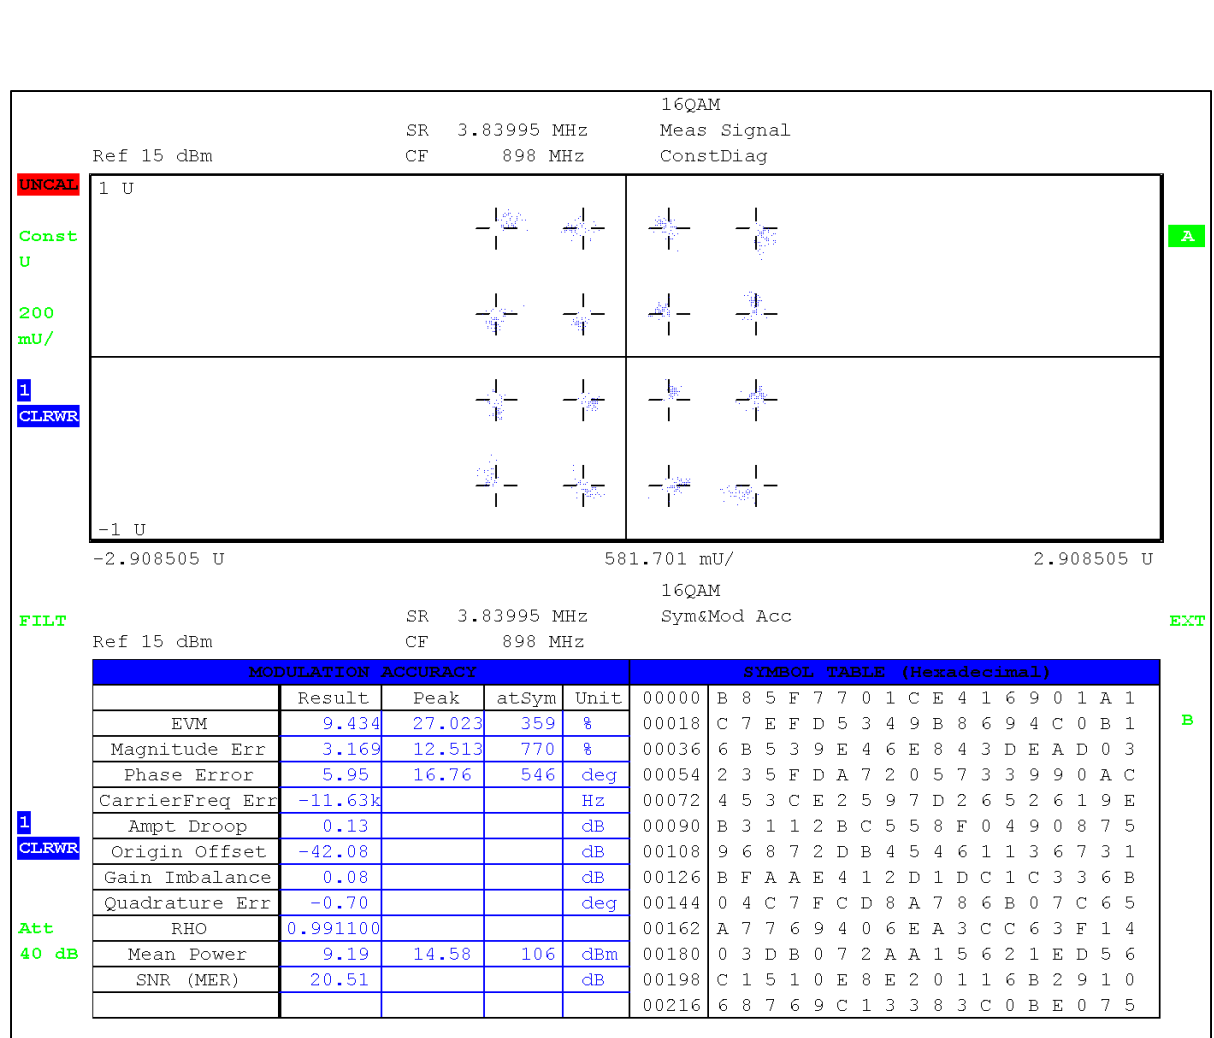 16QAM
SR 3.83995 MHz Meas Signal
Ref 15 dBm CF 898 MHz ConstDiag
UNCAL 1 U
Const A
U
200
mU/
1
CLRWR
-1 U
-2.908505 U 581.701 mU/ 2.908505 U
16QAM
FILT SR 3.83995 MHz Sym&Mod Acc EXT
Ref 15 dBm CF 898 MHz
MODULATION ACCURACY SYMBOL TABLE (Hexadecimal)
Result Peak atSym Unit 00000 B 8 5 F 7 7 0 1 C E 4 1 6 9 0 1 A 1
EVM 9.434 27.023 359 % 00018 C 7 E F D 5 3 4 9 B 8 6 9 4 C 0 B 1 B
Magnitude Err 3.169 12.513 770 % 00036 6 B 5 3 9 E 4 6 E 8 4 3 D E A D 0 3
Phase Error 5.95 16.76 546 deg 00054 2 3 5 F D A 7 2 0 5 7 3 3 9 9 0 A C
CarrierFreq Err -11.63k Hz 00072 4 5 3 C E 2 5 9 7 D 2 6 5 2 6 1 9 E
1 Ampt Droop 0.13 dB 00090 B 3 1 1 2 B C 5 5 8 F 0 4 9 0 8 7 5
CLRWR Origin Offset -42.08 dB 00108 9 6 8 7 2 D B 4 5 4 6 1 1 3 6 7 3 1
Gain Imbalance 0.08 dB 00126 B F A A E 4 1 2 D 1 D C 1 C 3 3 6 B
Quadrature Err -0.70 deg 00144 0 4 C 7 F C D 8 A 7 8 6 B 0 7 C 6 5
Att RHO 0.991100 00162 A 7 7 6 9 4 0 6 E A 3 C C 6 3 F 1 4
40 dB Mean Power 9.19 14.58 106 dBm 00180 0 3 D B 0 7 2 A A 1 5 6 2 1 E D 5 6
SNR (MER) 20.51 dB 00198 C 1 5 1 0 E 8 E 2 0 1 1 6 B 2 9 1 0
00216 6 8 7 6 9 C 1 3 3 8 3 C 0 B E 0 7 5